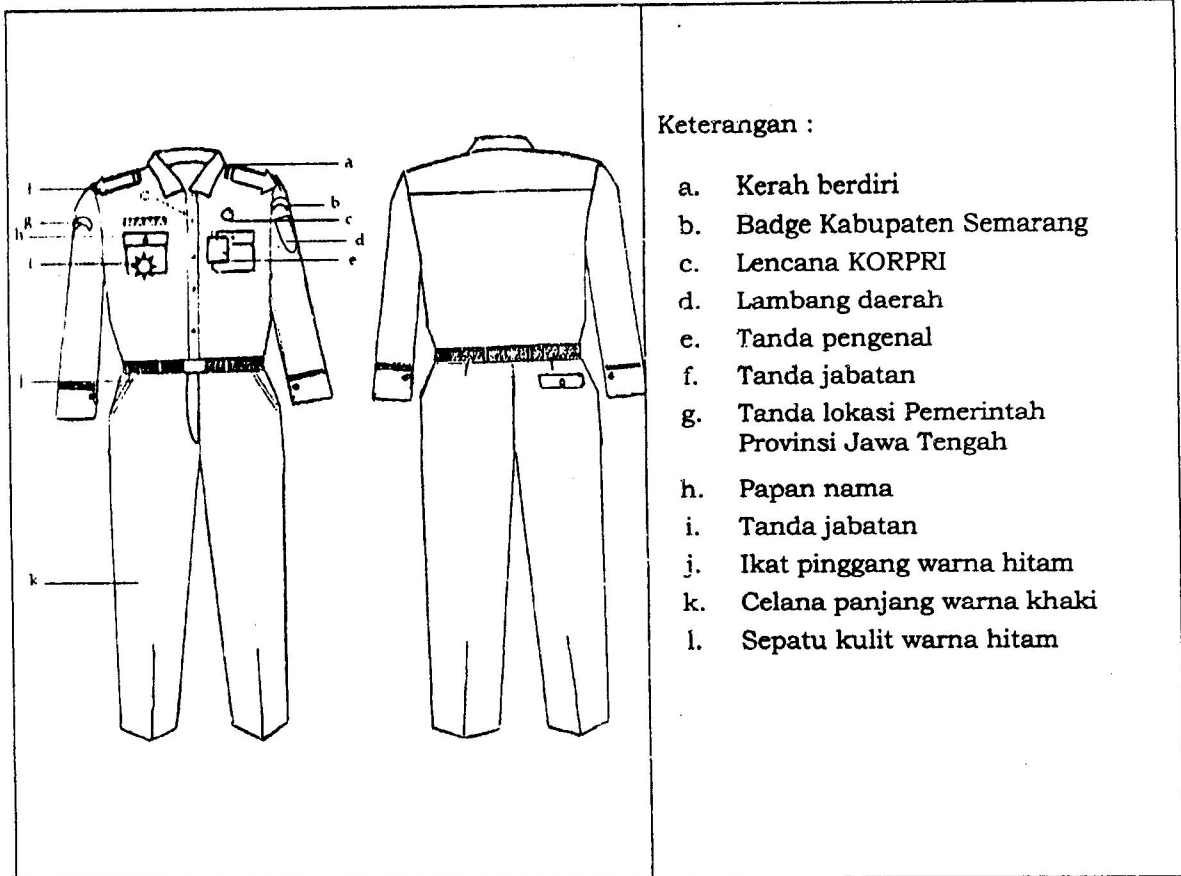 a
b
c
d
e
f
g
h
i
j
k
Keterangan :
a. Kerah berdiri
b. Badge Kabupaten Semarang
c. Lencana KORPRI
d. Lambang daerah
e. Tanda pengenal
f. Tanda jabatan
g. Tanda lokasi Pemerintah
Provinsi Jawa Tengah
h. Papan nama
i. Tanda jabatan
j. Ikat pinggang warna hitam
k. Celana panjang warna khaki
l. Sepatu kulit warna hitam